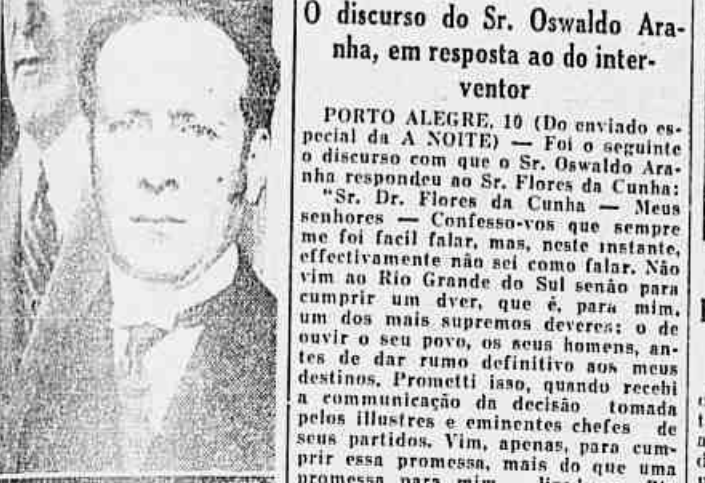 O discurso do Sr. Oswaldo Ara-
nha, em resposta ao do inter-
ventor
PORTO ALEGRE, 10 (Do enviado es-
pecial da A NOITE) — Foi o seguinte
o discurso com que o Sr. Oswaldo Ara-
nha respondeu ao Sr. Flores da Cunha:
"Sr. Dr. Flores da Cunha — Meus
senhores — Confesso-vos que sempre
me foi facil falar, mas, neste instante,
effectivamente não sei como falar. Não
vim ao Rio Grande do Sul senão para
cumprir um dver, que é, para mim,
um dos mais supremos deveres: o de
ouvir o seu povo, os seus homens, an-
tes de dar rumo definitivo aos meus
destinos. Prometti isso, quando recebi
a communicação da decisão tomada
pelos illustres e eminentes chefes de
seus partidos. Vim, apenas, para cum-
prir essa promessa, mais do que uma
promessa para mim